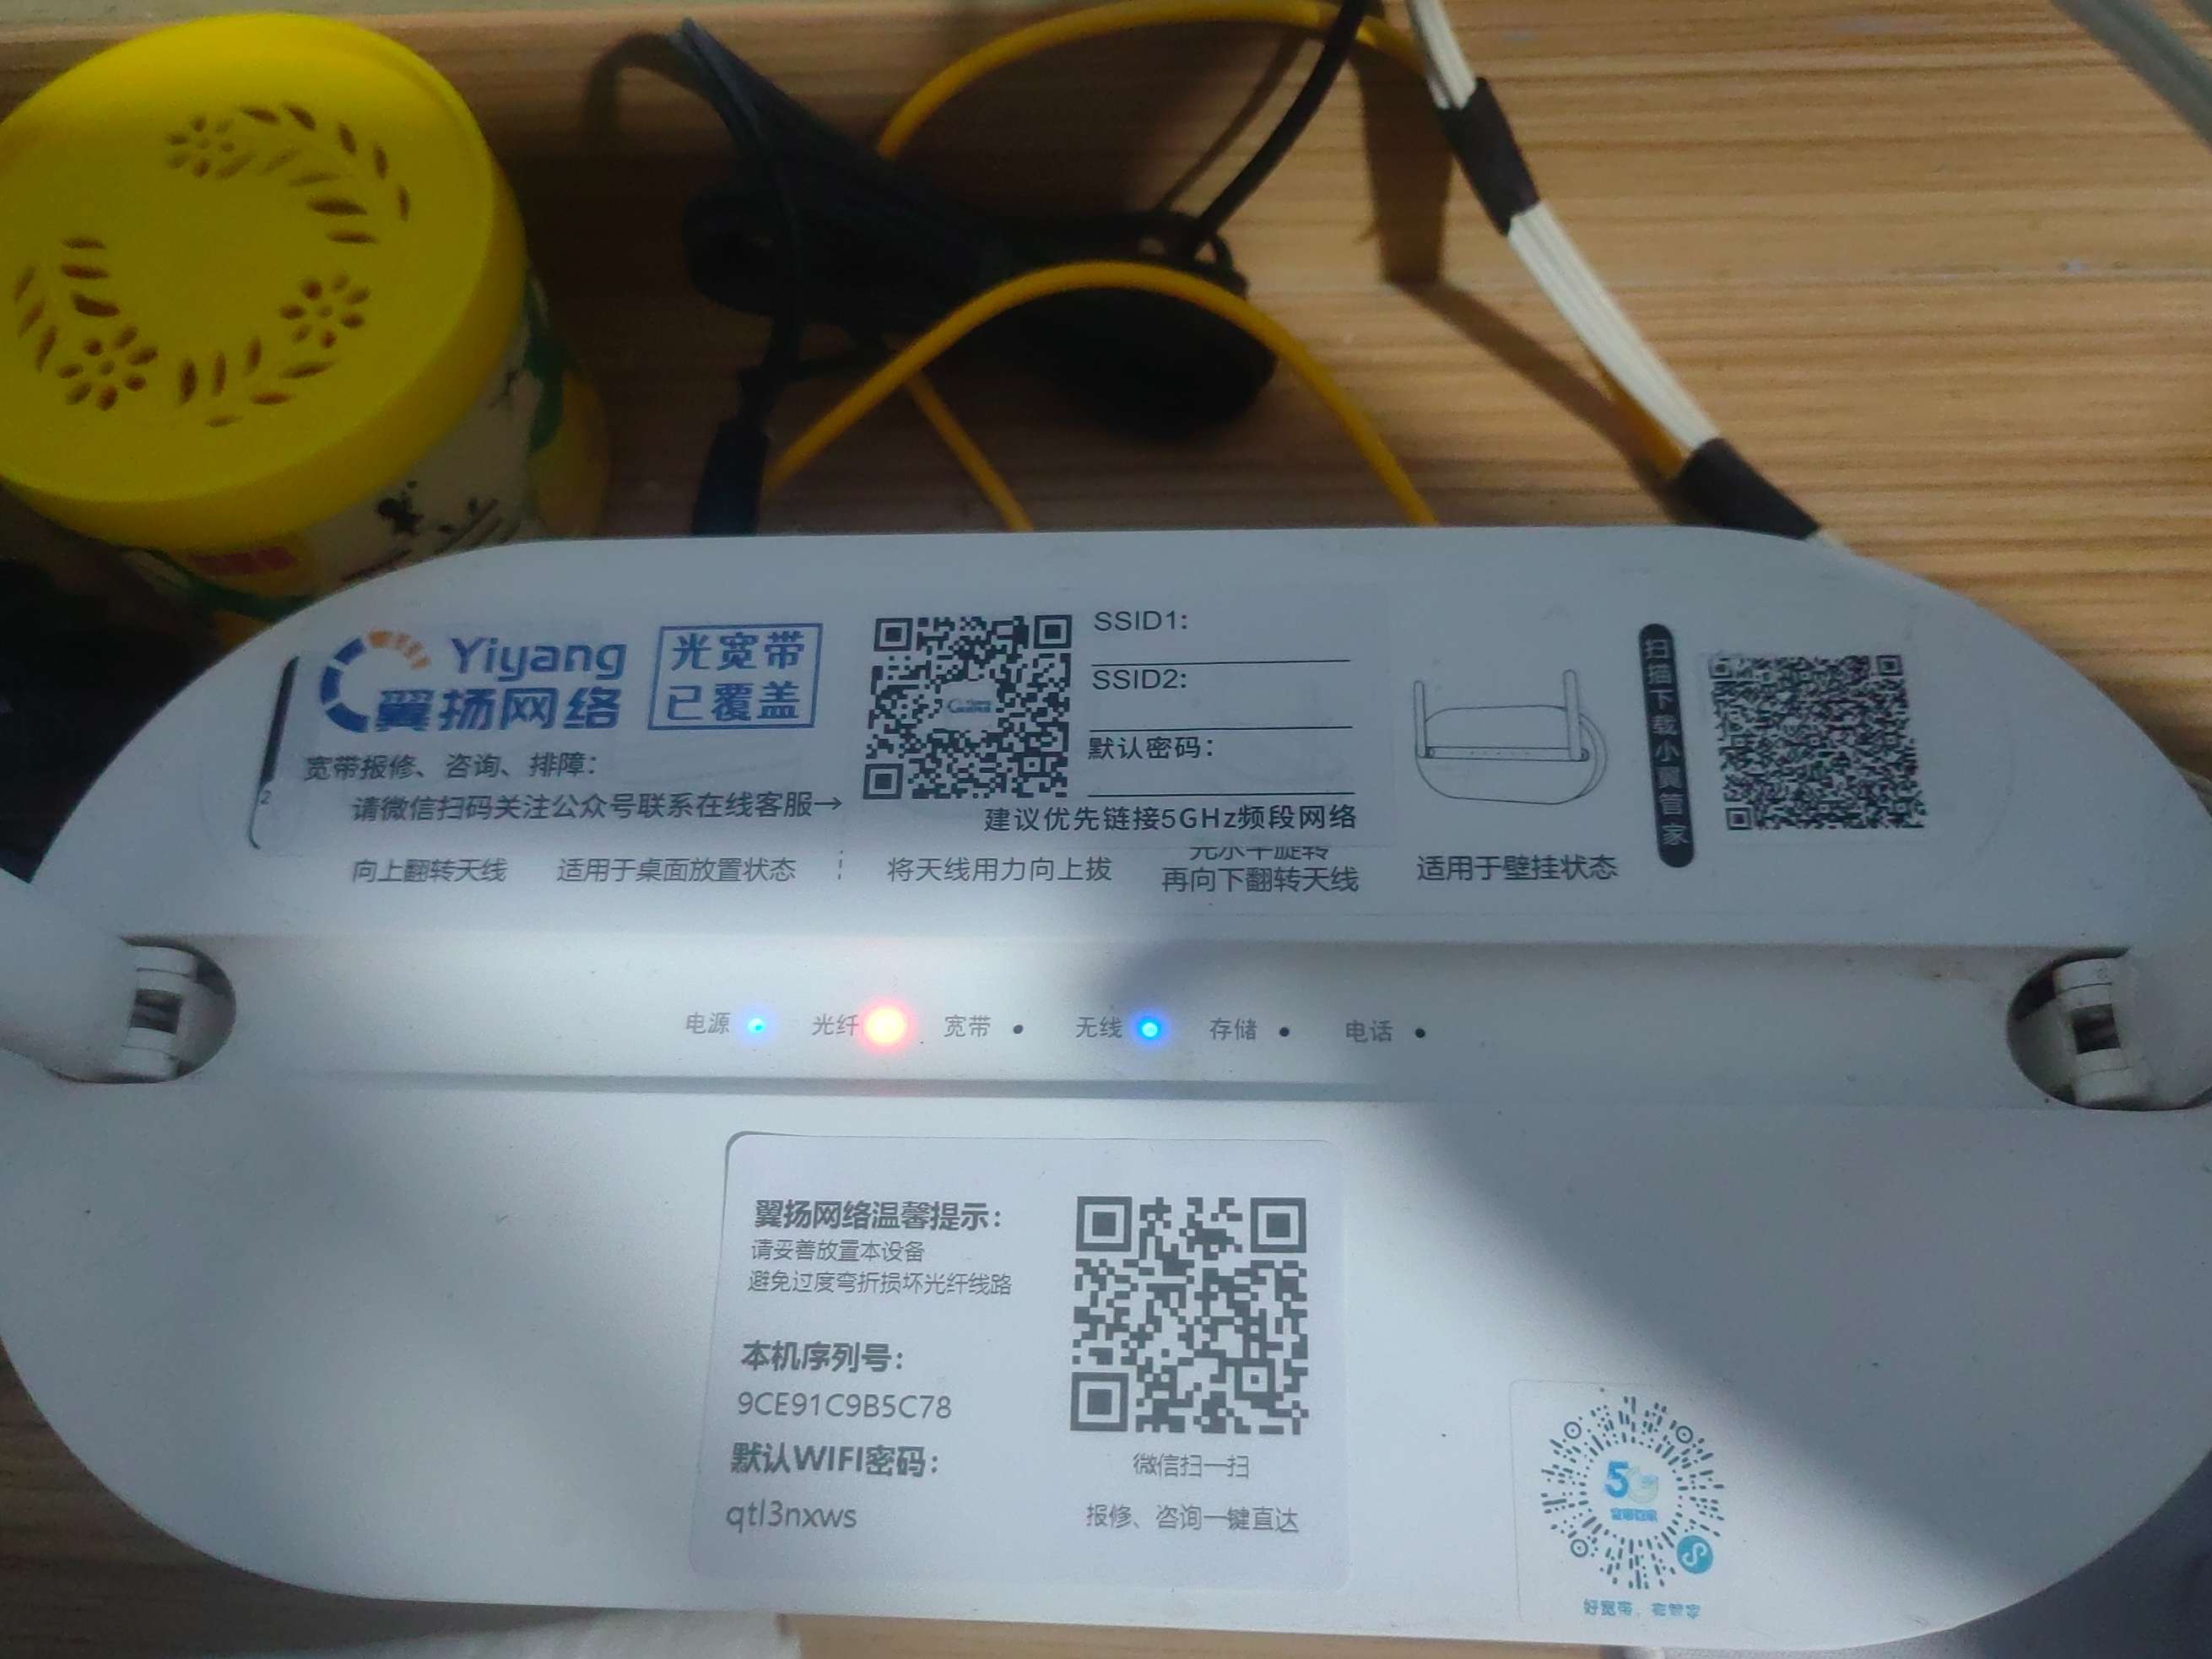 Yiyang
翼扬网络
光宽带
已覆盖
宽带报修、咨询、排障：
请微信扫码关注公众号联系在线客服→
SSID1:
SSID2:
默认密码：
建议优先链接5GHz频段网络
扫描下载小翼管家
2
向上翻转天线 适用于桌面放置状态
将天线用力向上拔
先水平旋转
再向下翻转天线
适用于壁挂状态
电源 光纤 宽带 无线 存储 电话
翼扬网络温馨提示：
请妥善放置本设备
避免过度弯折损坏光纤线路
本机序列号：
9CE91C9B5C78
默认WIFI密码：
qtl3nxws
微信扫一扫
报修、咨询一键直达
5G